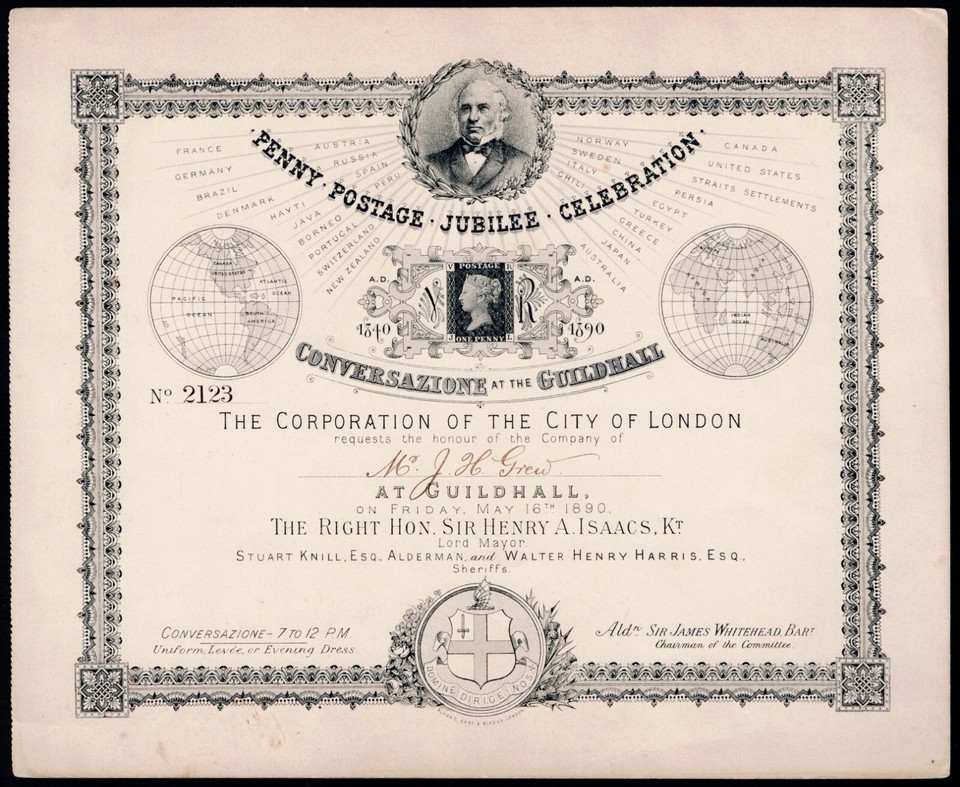 PENNY · POSTAGE · JUBILEE · CELEBRATION
FRANCE
GERMANY
BRAZIL
DENMARK
HAYTI
JAVA
BORNEO
PORTUGAL
SWITZERLAND
NEW ZEALAND
AUSTRIA
RUSSIA
SPAIN
PERU
NORWAY
SWEDEN
ITALY
CHILI
CANADA
UNITED STATES
STRAITS SETTLEMENTS
PERSIA
EGYPT
TURKEY
GREECE
CHINA
JAPAN
AUSTRALIA
CANADA
UNITED STATES
ATLANTIC
OCEAN
PACIFIC
OCEAN
SOUTH
AMERICA
A.D.
1840
V R
V POSTAGE R
J ONE PENNY L
A.D.
1890
INDIAN
OCEAN
AUSTRALIA
CONVERSAZIONE AT THE GUILDHALL
No 2123
THE CORPORATION OF THE CITY OF LONDON
requests the honour of the Company of
Mr. J. H. Grew
AT GUILDHALL,
ON FRIDAY, MAY 16TH 1890.
THE RIGHT HON. SIR HENRY A. ISAACS, KT
Lord Mayor.
STUART KNILL, ESQ. ALDERMAN, and WALTER HENRY HARRIS, ESQ.,
Sheriffs.
CONVERSAZIONE – 7 TO 12 P.M.
Uniform, Levée, or Evening Dress.
DOMINE DIRIGE NOS
Aldn SIR JAMES WHITEHEAD, BART
Chairman of the Committee.